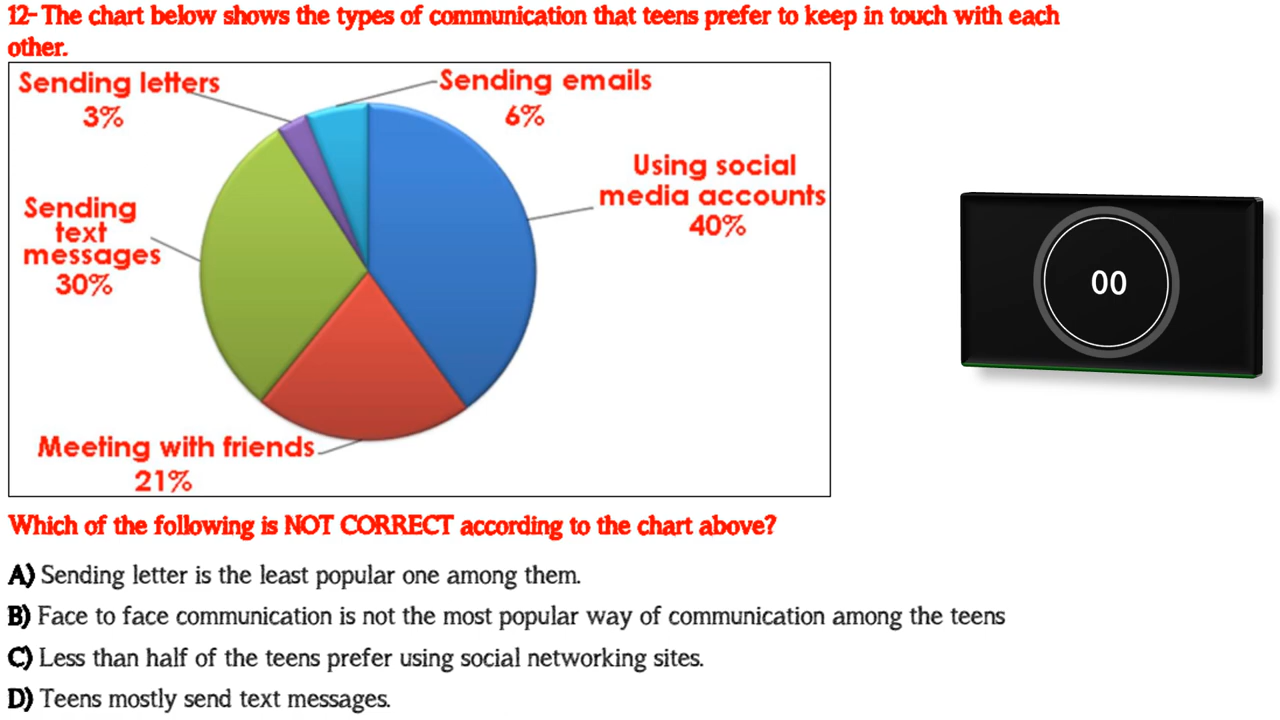 12- The chart below shows the types of communication that teens prefer to keep in touch with each
other.
Sending letters
3%
Sending emails
6%
Using social
media accounts
40%
Sending
text
messages
30%
00
Meeting with friends
21%
Which of the following is NOT CORRECT according to the chart above?
A) Sending letter is the least popular one among them.
B) Face to face communication is not the most popular way of communication among the teens
C) Less than half of the teens prefer using social networking sites.
D) Teens mostly send text messages.